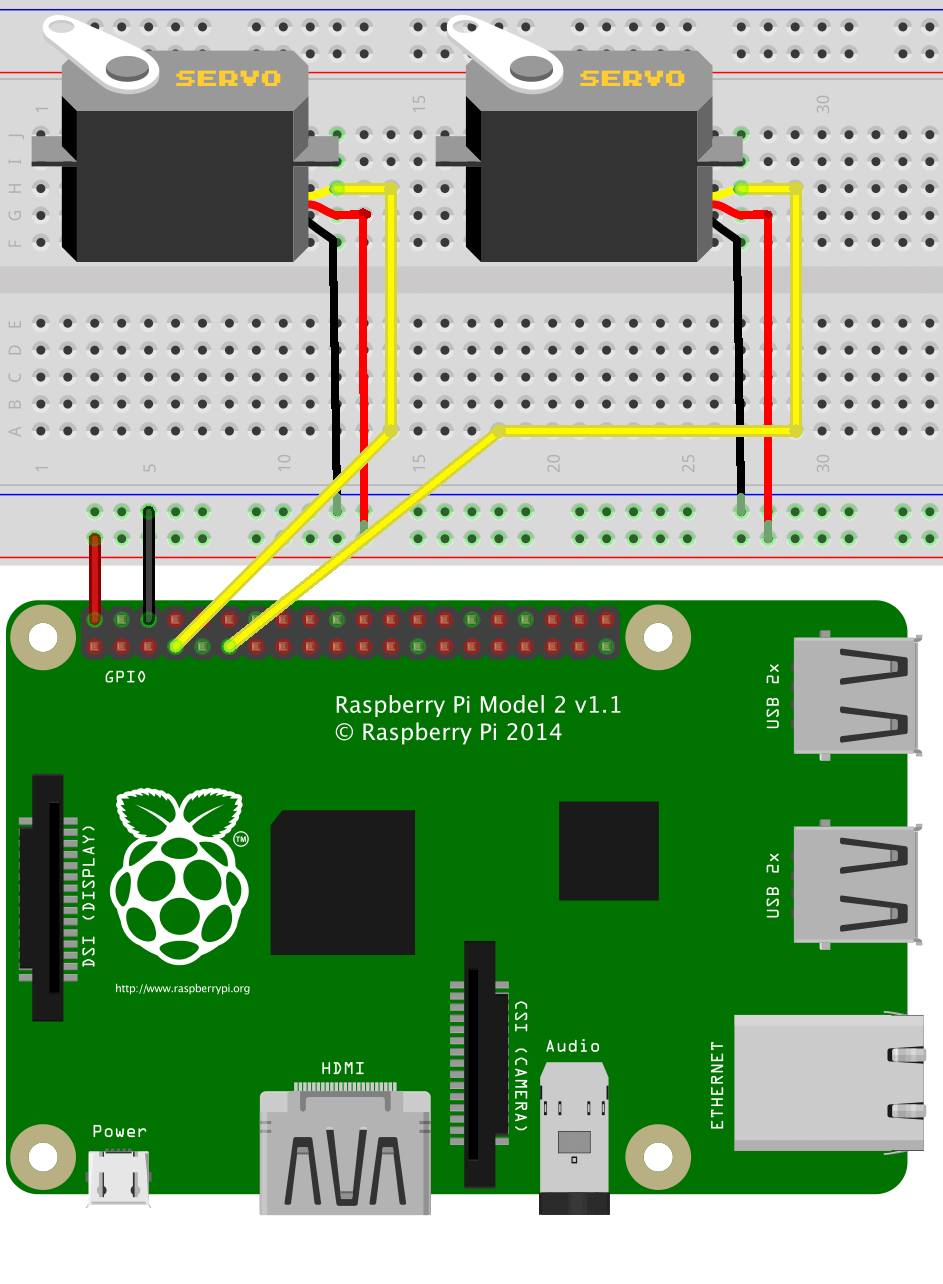 SERVO SERVO
1 15 30
J
I
H
G
F
E
D
C
B
A
1 5 10 15 20 25 30
GPIO
Raspberry Pi Model 2 v1.1
© Raspberry Pi 2014
USB 2x
DSI (DISPLAY)
TM
USB 2x
http://www.raspberrypi.org
CSI (CAMERA)
Audio
ETHERNET
HDMI
Power